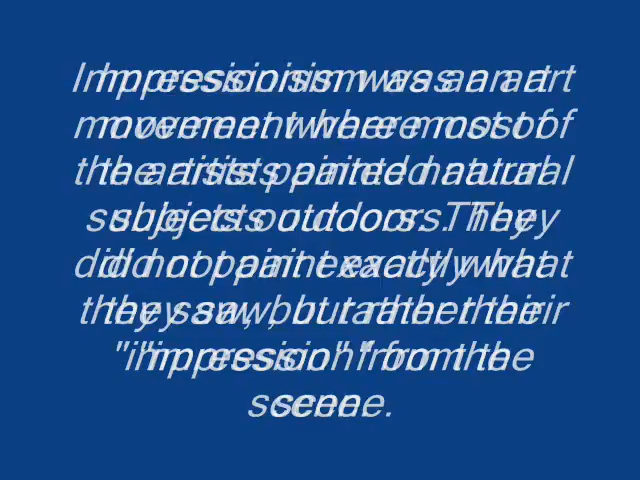 Impressionism was an art
movement where most of
the artists painted natural
subjects outdoors. They
did not paint exactly what
they saw, but rather their
"impression" from the
scene.